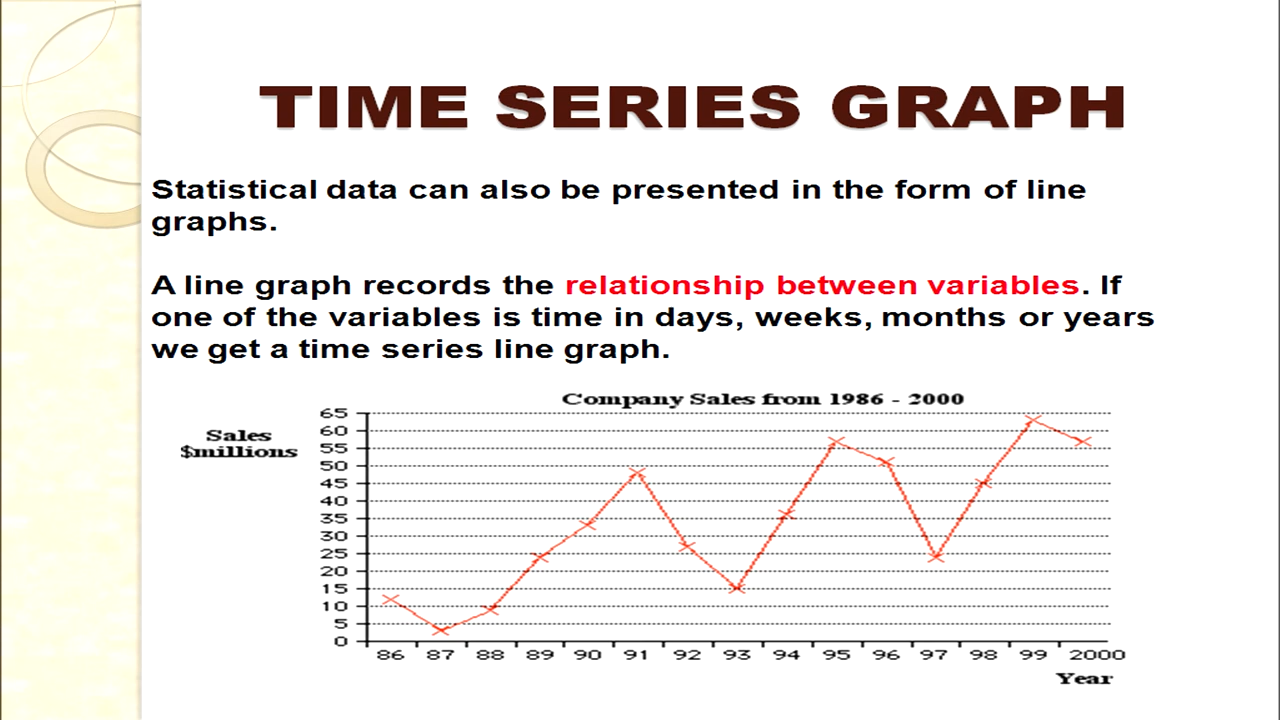 TIME SERIES GRAPH
Statistical data can also be presented in the form of line
graphs.
A line graph records the relationship between variables. If
one of the variables is time in days, weeks, months or years
we get a time series line graph.
Company Sales from 1986 - 2000
Sales
$millions
65
60
55
50
45
40
35
30
25
20
15
10
5
0
86 87 88 89 90 91 92 93 94 95 96 97 98 99 2000
Year